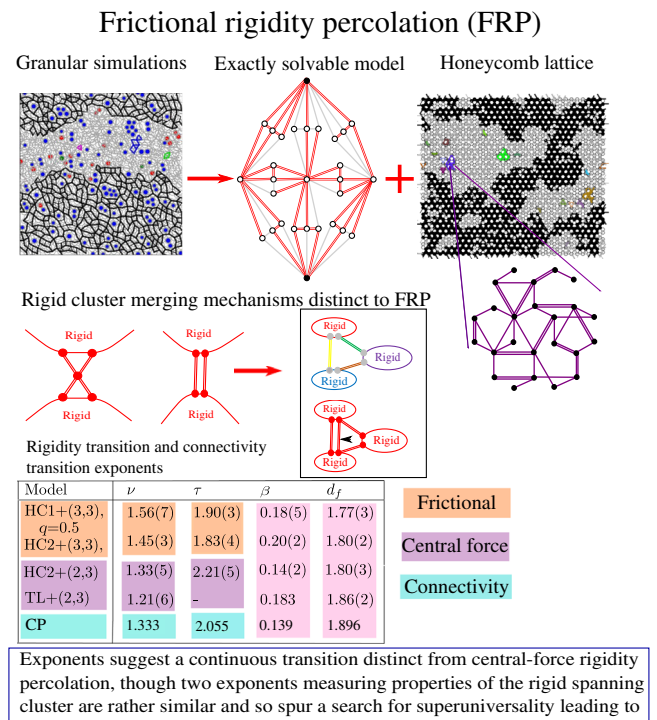 Frictional rigidity percolation (FRP)
Granular simulations
Exactly solvable model
Honeycomb lattice
+
Rigid cluster merging mechanisms distinct to FRP
Rigid
Rigid
Rigid
Rigid
Rigid
Rigid
Rigid
Rigid
Rigid
Rigid
Rigidity transition and connectivity
transition exponents
Model ν τ β d_f
HC1+(3,3), 1.56(7) 1.90(3) 0.18(5) 1.77(3)
q=0.5
HC2+(3,3), 1.45(3) 1.83(4) 0.20(2) 1.80(2)
HC2+(2,3) 1.33(5) 2.21(5) 0.14(2) 1.80(3)
TL+(2,3) 1.21(6) - 0.183 1.86(2)
CP 1.333 2.055 0.139 1.896
Frictional
Central force
Connectivity
Exponents suggest a continuous transition distinct from central-force rigidity
percolation, though two exponents measuring properties of the rigid spanning
cluster are rather similar and so spur a search for superuniversality leading to